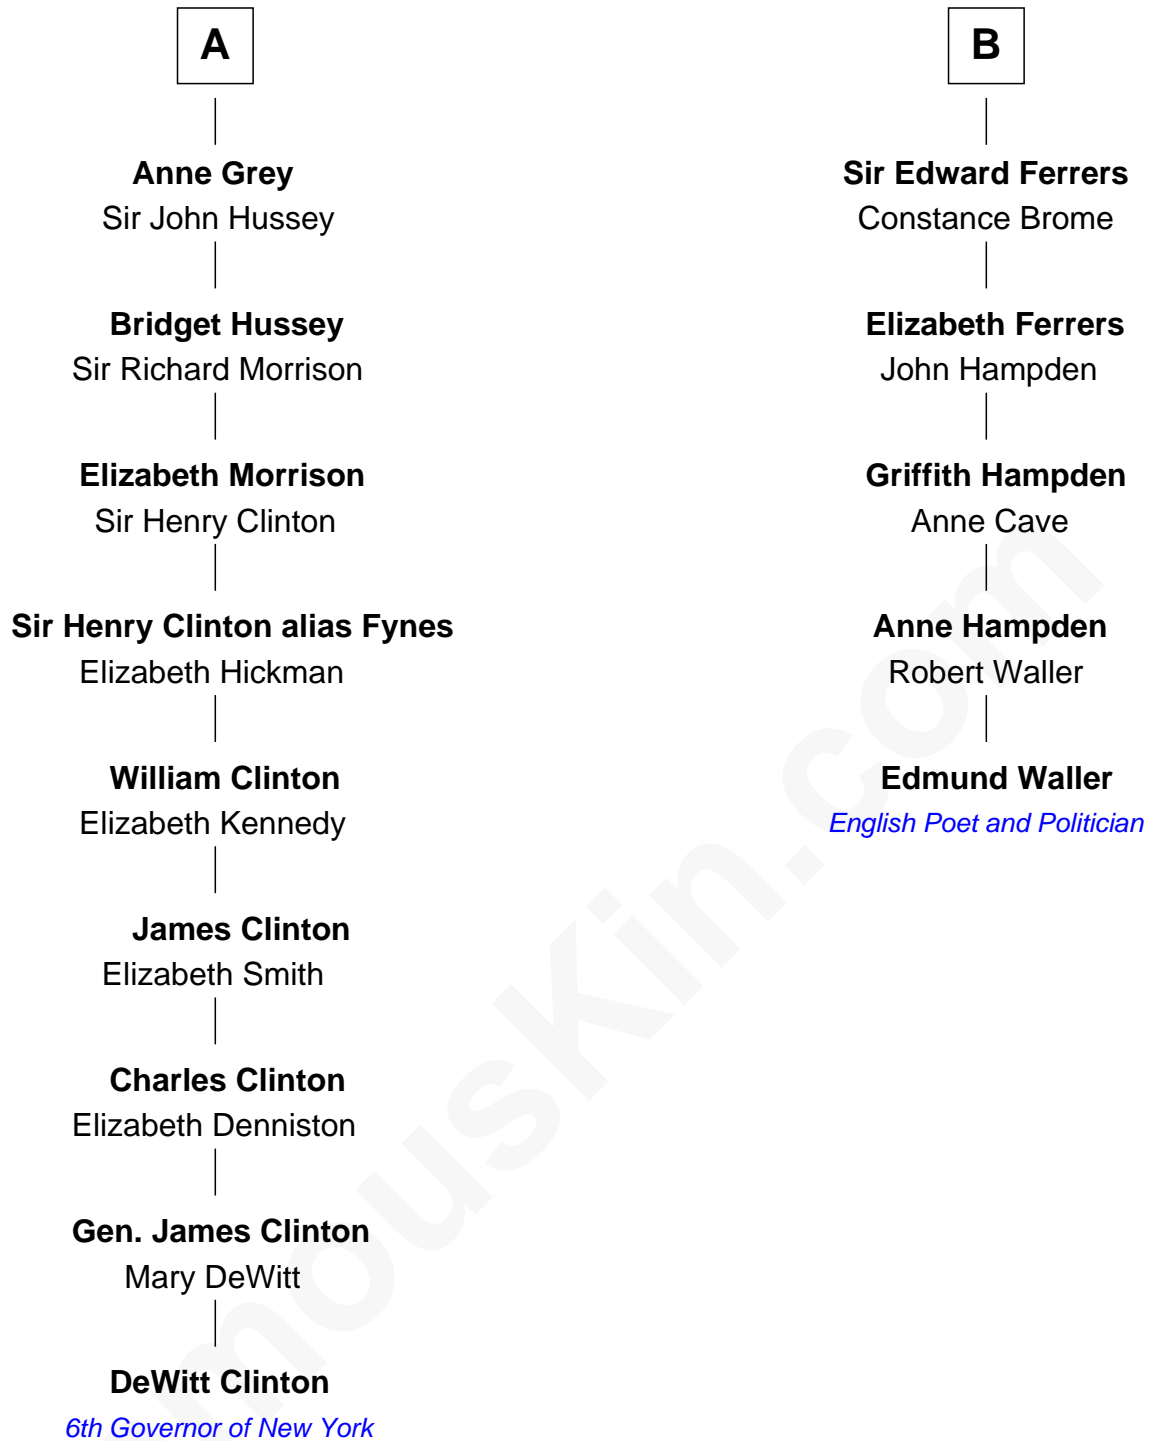 A
Anne Grey
Sir John Hussey
Bridget Hussey
Sir Richard Morrison
Elizabeth Morrison
Sir Henry Clinton
Sir Henry Clinton alias Fynes
Elizabeth Hickman
William Clinton
Elizabeth Kennedy
James Clinton
Elizabeth Smith
Charles Clinton
Elizabeth Denniston
Gen. James Clinton
Mary DeWitt
DeWitt Clinton
6th Governor of New York
B
Sir Edward Ferrers
Constance Brome
Elizabeth Ferrers
John Hampden
Griffith Hampden
Anne Cave
Anne Hampden
Robert Waller
Edmund Waller
English Poet and Politician
mousKin.com